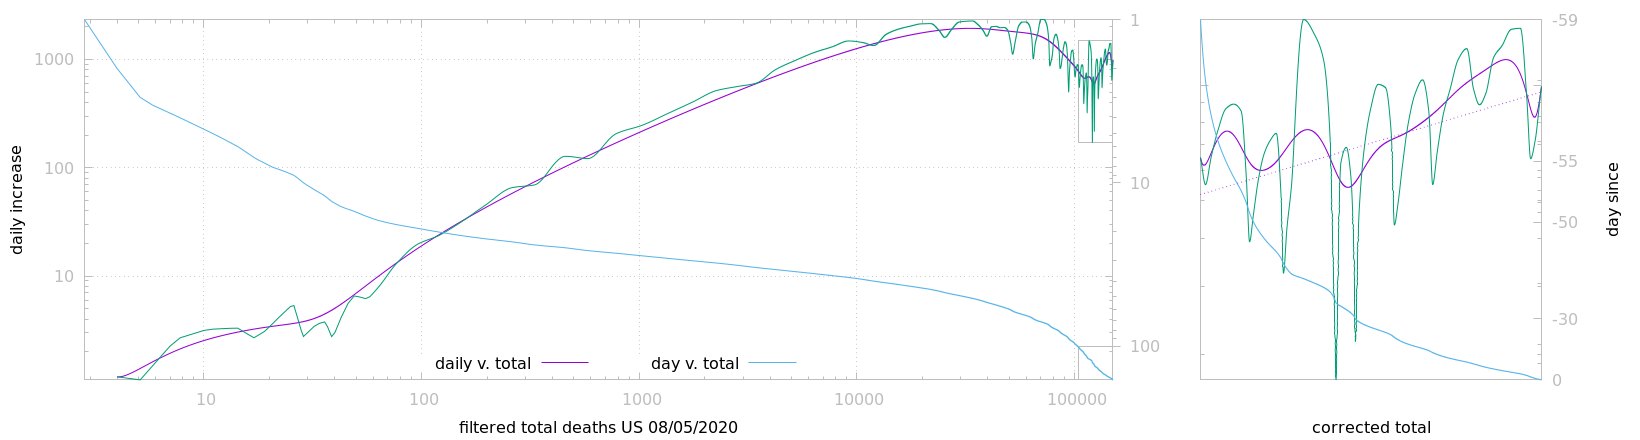 1
-59
1000
-55
100
10
-50
daily increase
day since
10
-30
daily v. total
day v. total
100
0
10
100
1000
10000
100000
filtered total deaths US 08/05/2020
corrected total